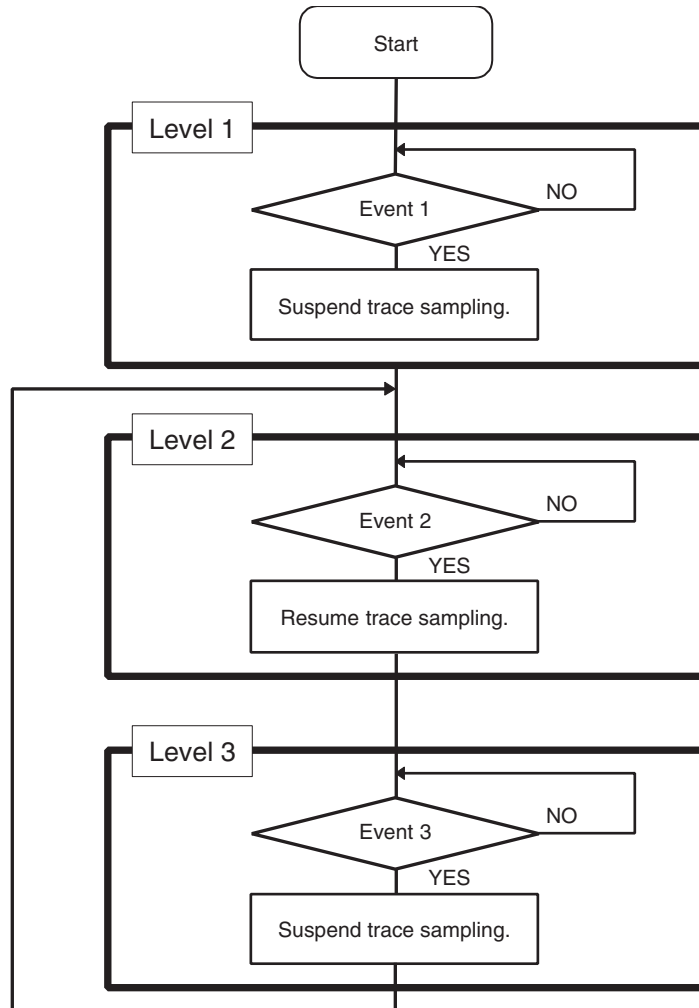 Start
Level 1
Event 1
NO
YES
Suspend trace sampling.
Level 2
Event 2
NO
YES
Resume trace sampling.
Level 3
Event 3
NO
YES
Suspend trace sampling.